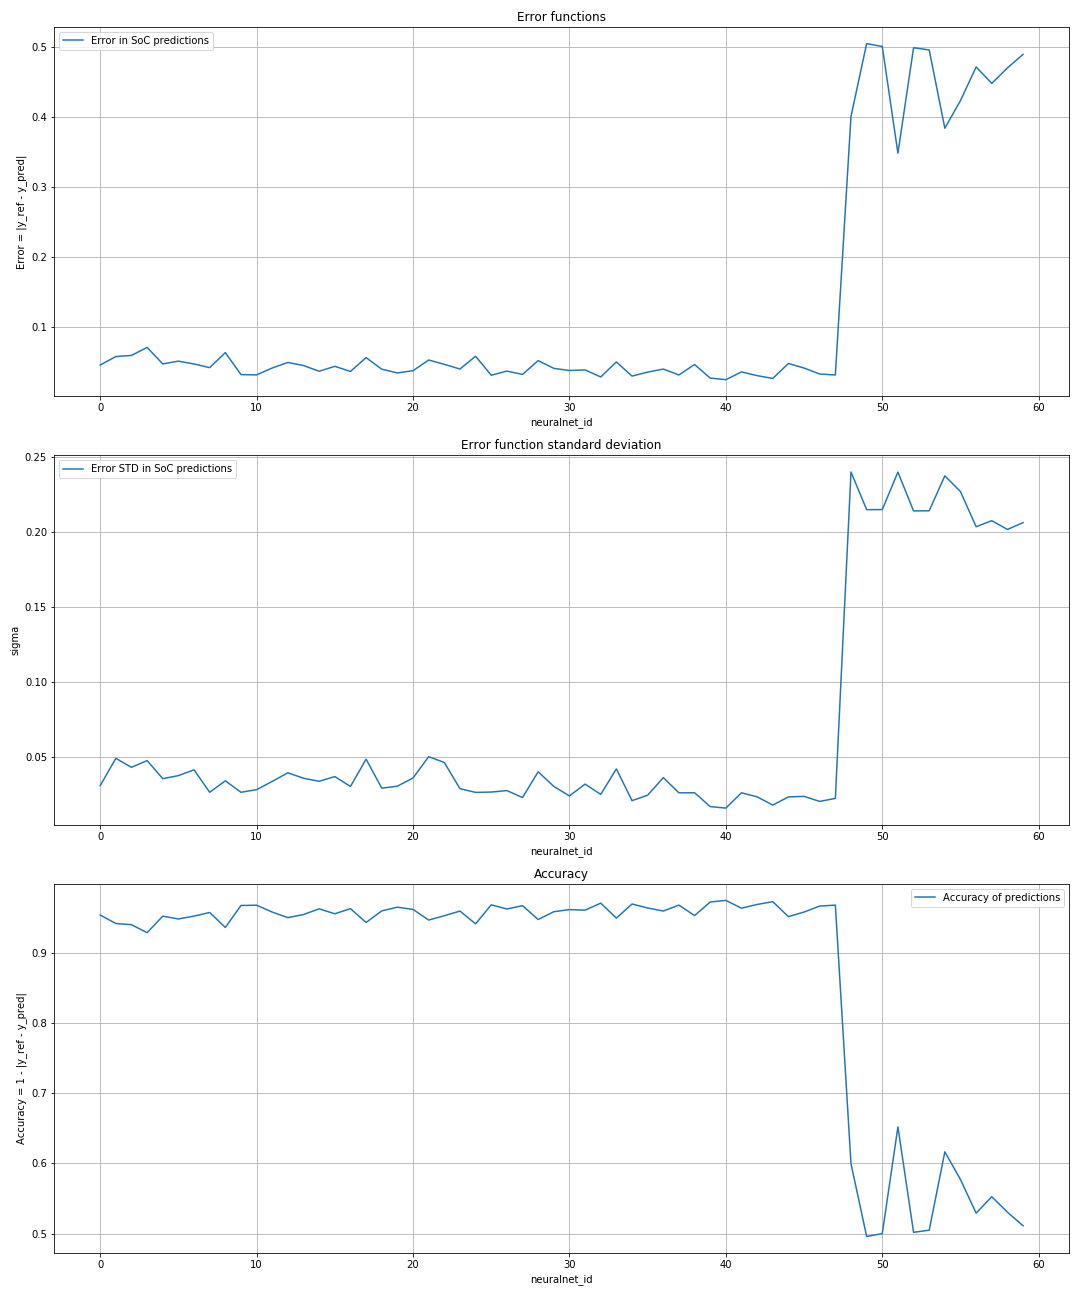 Error functions
Error in SoC predictions
0.5
0.4
0.3
0.2
0.1
Error = |y_ref - y_pred|
0 10 20 30 40 50 60
neuralnet_id
Error function standard deviation
Error STD in SoC predictions
0.25
0.20
0.15
0.10
0.05
sigma
0 10 20 30 40 50 60
neuralnet_id
Accuracy
Accuracy of predictions
0.9
0.8
0.7
0.6
0.5
Accuracy = 1 - |y_ref - y_pred|
0 10 20 30 40 50 60
neuralnet_id